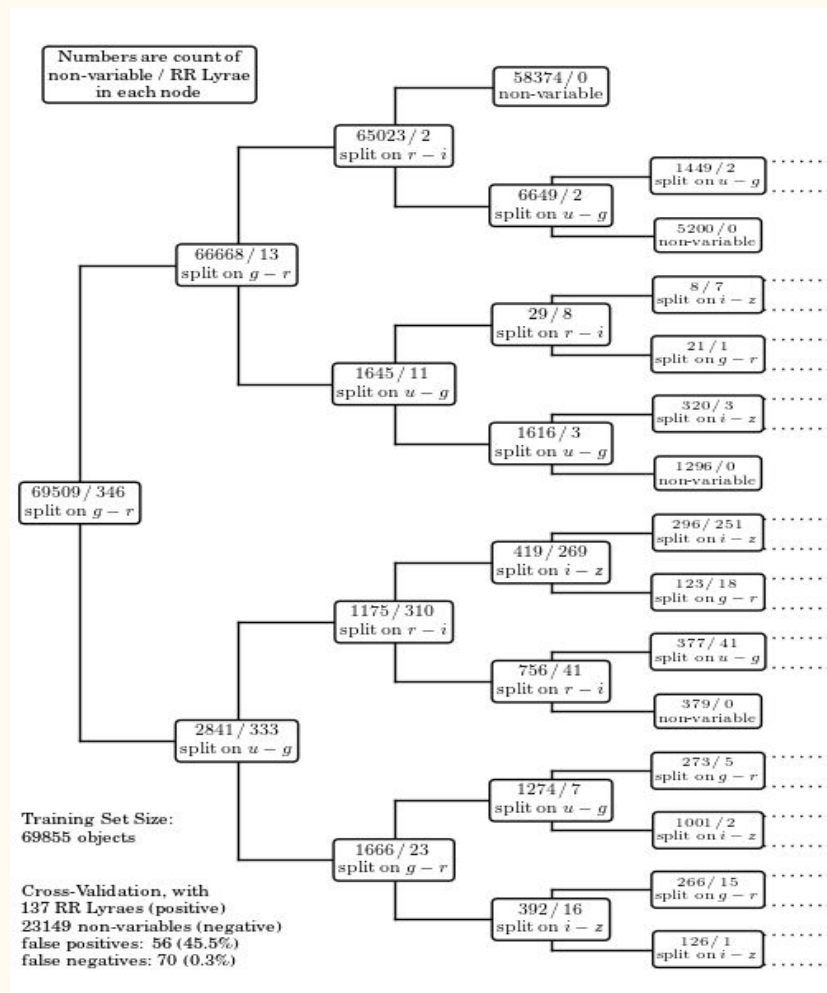 Numbers are count of
non-variable / RR Lyrae
in each node
58374 / 0
non-variable
65023 / 2
split on r − i
1449 / 2
split on u − g
6649 / 2
split on u − g
5200 / 0
non-variable
66668 / 13
split on g − r
8 / 7
split on i − z
29 / 8
split on r − i
21 / 1
split on g − r
1645 / 11
split on u − g
320 / 3
split on i − z
1616 / 3
split on u − g
1296 / 0
non-variable
69509 / 346
split on g − r
296 / 251
split on i − z
419 / 269
split on i − z
123 / 18
split on g − r
1175 / 310
split on r − i
377 / 41
split on u − g
756 / 41
split on r − i
379 / 0
non-variable
2841 / 333
split on u − g
273 / 5
split on g − r
1274 / 7
split on u − g
1001 / 2
split on i − z
1666 / 23
split on g − r
266 / 15
split on g − r
392 / 16
split on i − z
126 / 1
split on i − z
Training Set Size:
69855 objects
Cross-Validation, with
137 RR Lyraes (positive)
23149 non-variables (negative)
false positives: 56 (45.5%)
false negatives: 70 (0.3%)